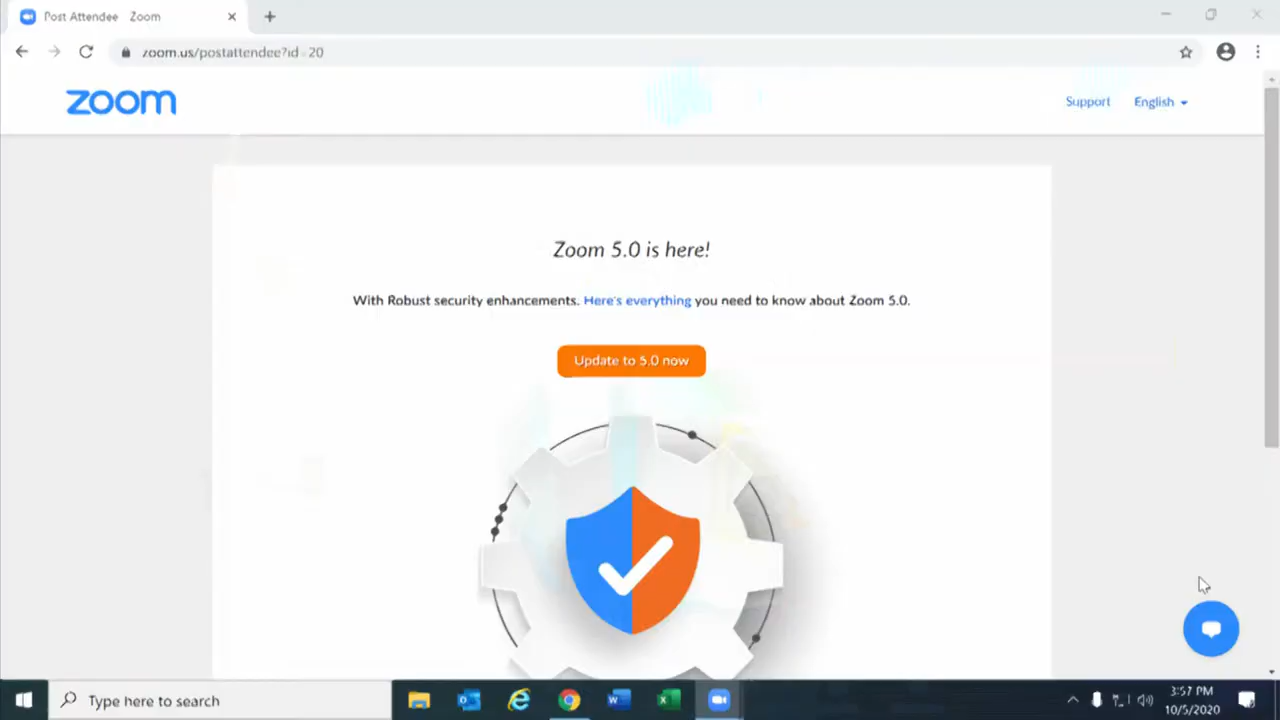 Post Attendee Zoom
zoom.us/postattendee?id=20
zoom
Support
English
Zoom 5.0 is here!
With Robust security enhancements. Here's everything you need to know about Zoom 5.0.
Update to 5.0 now
Type here to search
3:57 PM
10/5/2020